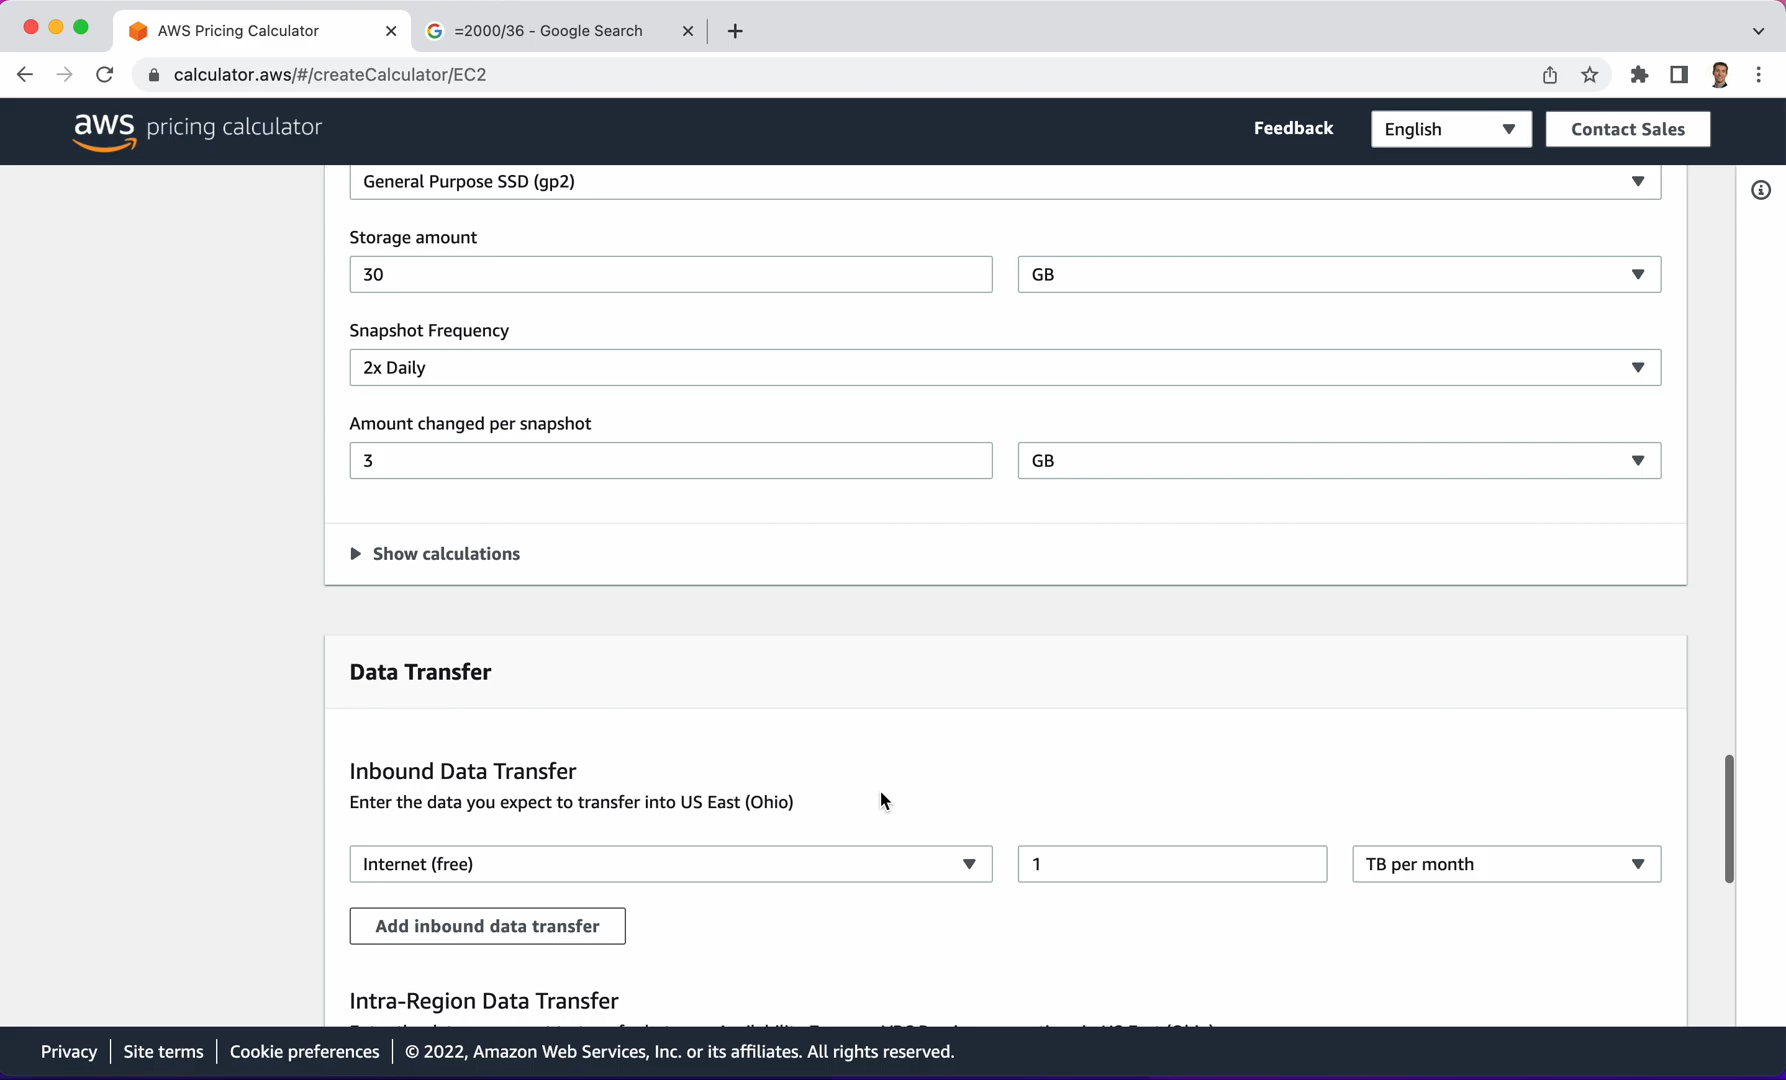 AWS Pricing Calculator
=2000/36 - Google Search
calculator.aws/#/createCalculator/EC2
aws pricing calculator
Feedback
English
Contact Sales
General Purpose SSD (gp2)
Storage amount
30
GB
Snapshot Frequency
2x Daily
Amount changed per snapshot
3
GB
Show calculations
Data Transfer
Inbound Data Transfer
Enter the data you expect to transfer into US East (Ohio)
Internet (free)
1
TB per month
Add inbound data transfer
Intra-Region Data Transfer
Privacy
Site terms
Cookie preferences
© 2022, Amazon Web Services, Inc. or its affiliates. All rights reserved.